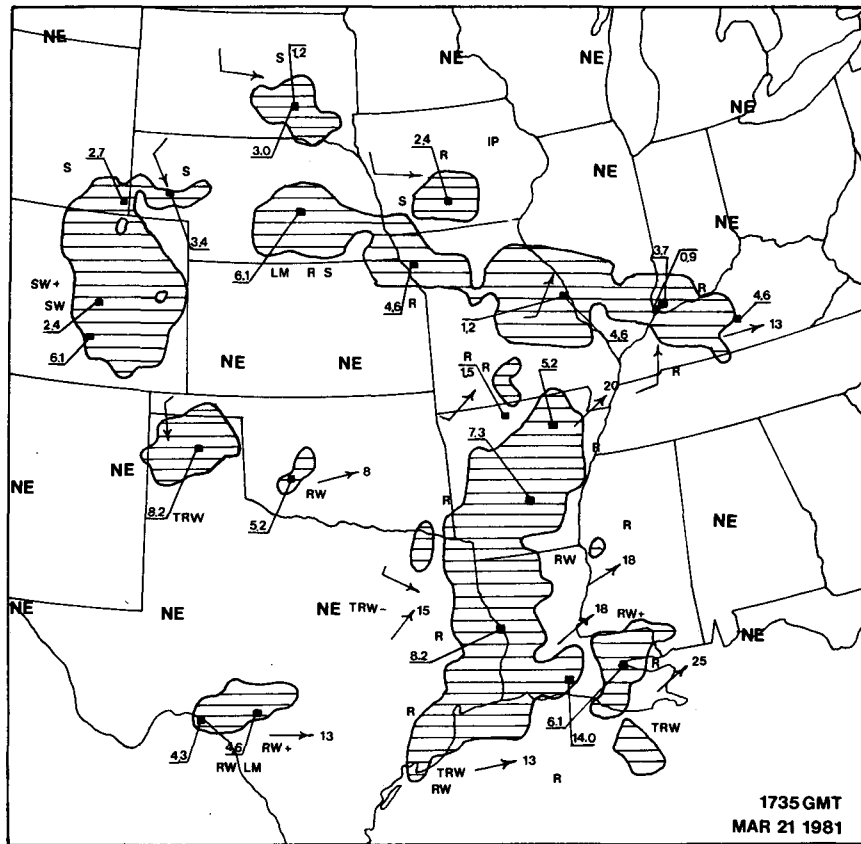 NE
S 1,2
NE
NE
NE
NE
3.0
IP
R
2,4
2.7
S
S
S
NE
NE
3,4
6.1
LM R S
3.7
0,9
R
SW+
SW
2.4
6.1
4,6
R
1,2
4,6
4,6
13
NE
NE
R
1,5
R
5.2
20
R
NE
NE
8.2
TRW
8
RW
5,2
7.3
R
R
R
NE
NE
NE
NE
RW
18
TRW-
15
R
18
RW+
NE
8.2
R
25
R
6.1
14.0
TRW
4,3
4,6
RW+
13
RW LM
TRW
RW
13
R
1735 GMT
MAR 21 1981